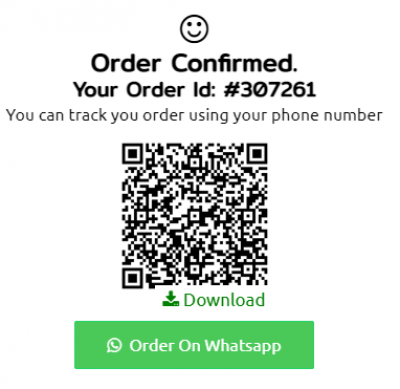 Order Confirmed.
Your Order Id: #307261
You can track you order using your phone number
Download
Order On Whatsapp